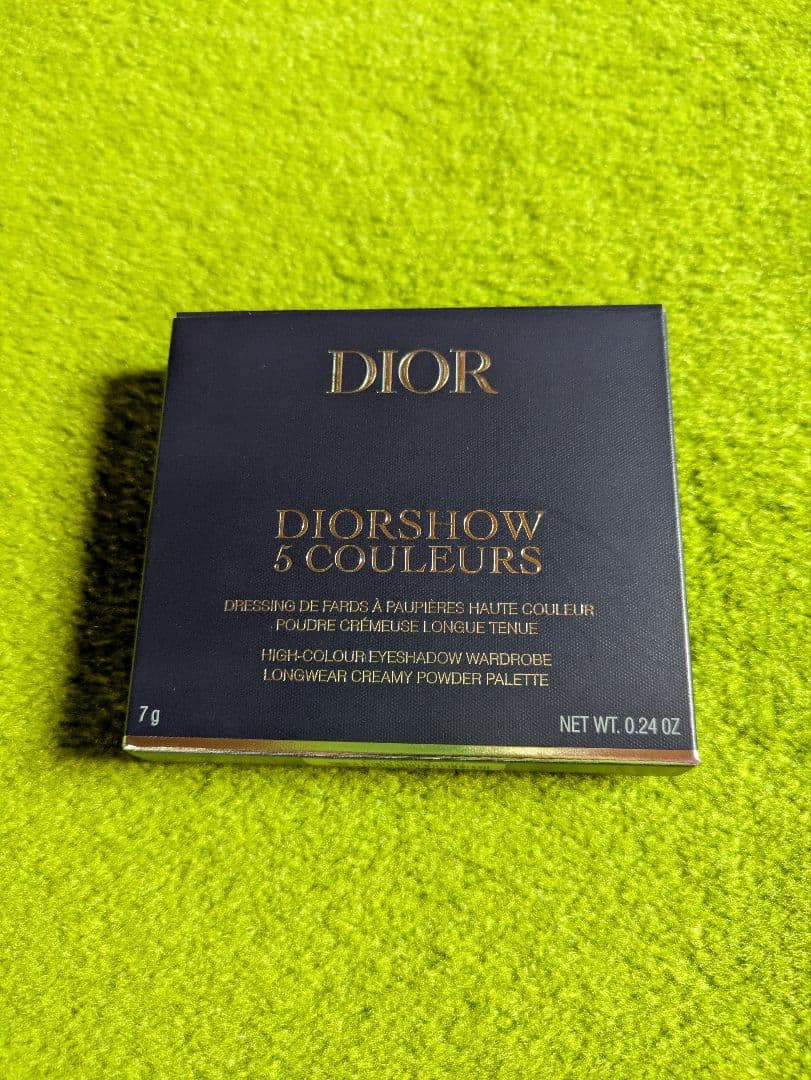 DIOR
DIORSHOW
5 COULEURS
DRESSING DE FARDS À PAUPIÈRES HAUTE COULEUR
POUDRE CRÉMEUSE LONGUE TENUE
HIGH-COLOUR EYESHADOW WARDROBE
LONGWEAR CREAMY POWDER PALETTE
7 g
NET WT. 0.24 OZ